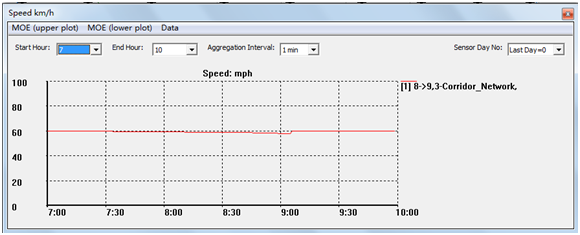 Speed km/h
MOE (upper plot) MOE (lower plot) Data
Start Hour: 7 End Hour: 10 Aggregation Interval: 1 min Sensor Day No: Last Day=0
Speed: mph
[1] 8->9,3-Corridor_Network,
100
80
60
40
20
0
7:00 7:30 8:00 8:30 9:00 9:30 10:00